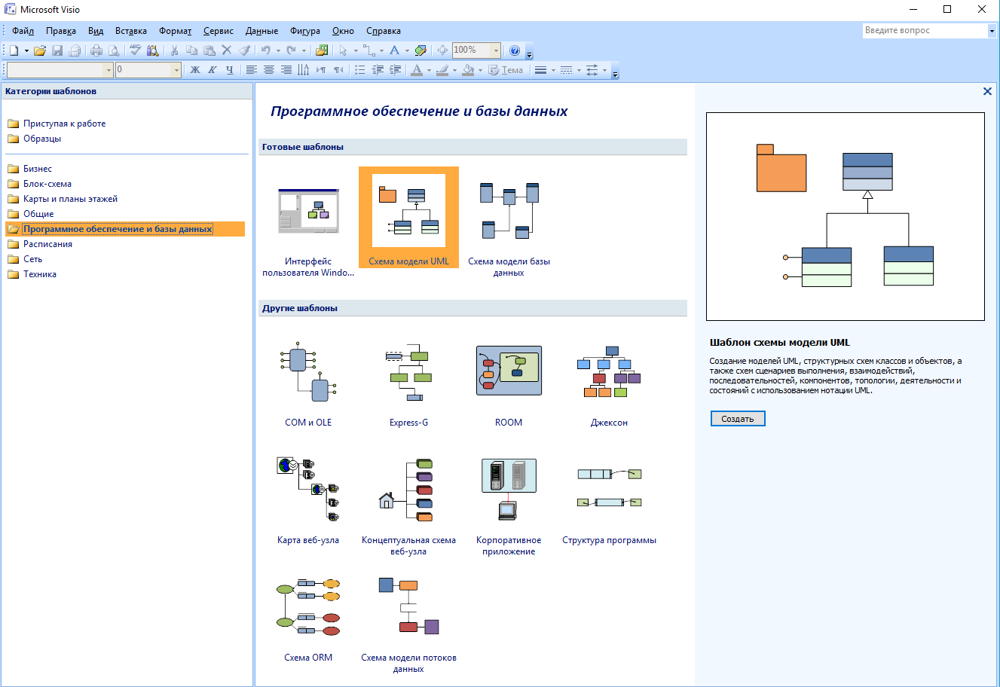 Microsoft Visio
Файл Правка Вид Вставка Формат Сервис Данные Фигура Окно Справка
Введите вопрос
ABC
100%
0
Ж К Ч
А
Тема
Категории шаблонов
Приступая к работе
Образцы
Бизнес
Блок-схема
Карты и планы этажей
Общие
Программное обеспечение и базы данных
Расписания
Сеть
Техника
Программное обеспечение и базы данных
Готовые шаблоны
Интерфейс
пользователя Windo...
Схема модели UML
Схема модели базы
данных
Другие шаблоны
COM и OLE
Express-G
ROOM
Джексон
Карта веб-узла
Концептуальная схема
веб-узла
Корпоративное
приложение
Структура программы
Схема ORM
Схема модели потоков
данных
Шаблон схемы модели UML
Создание моделей UML, структурных схем классов и объектов, а
также схем сценариев выполнения, взаимодействий,
последовательностей, компонентов, топологии, деятельности и
состояний с использованием нотации UML.
Создать